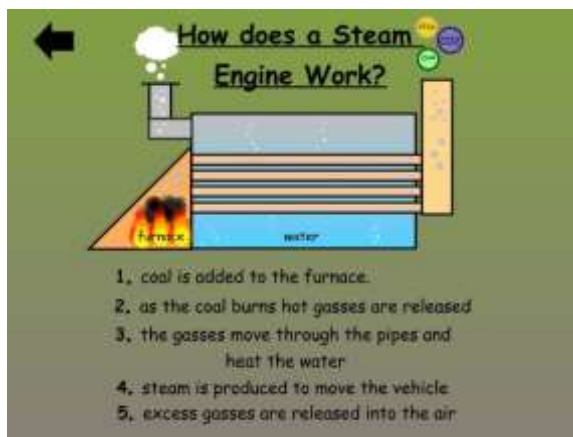 How does a Steam
Engine Work?
furnace
water
1, coal is added to the furnace.
2, as the coal burns hot gasses are released
3, the gasses move through the pipes and
heat the water
4, steam is produced to move the vehicle
5, excess gasses are released into the air